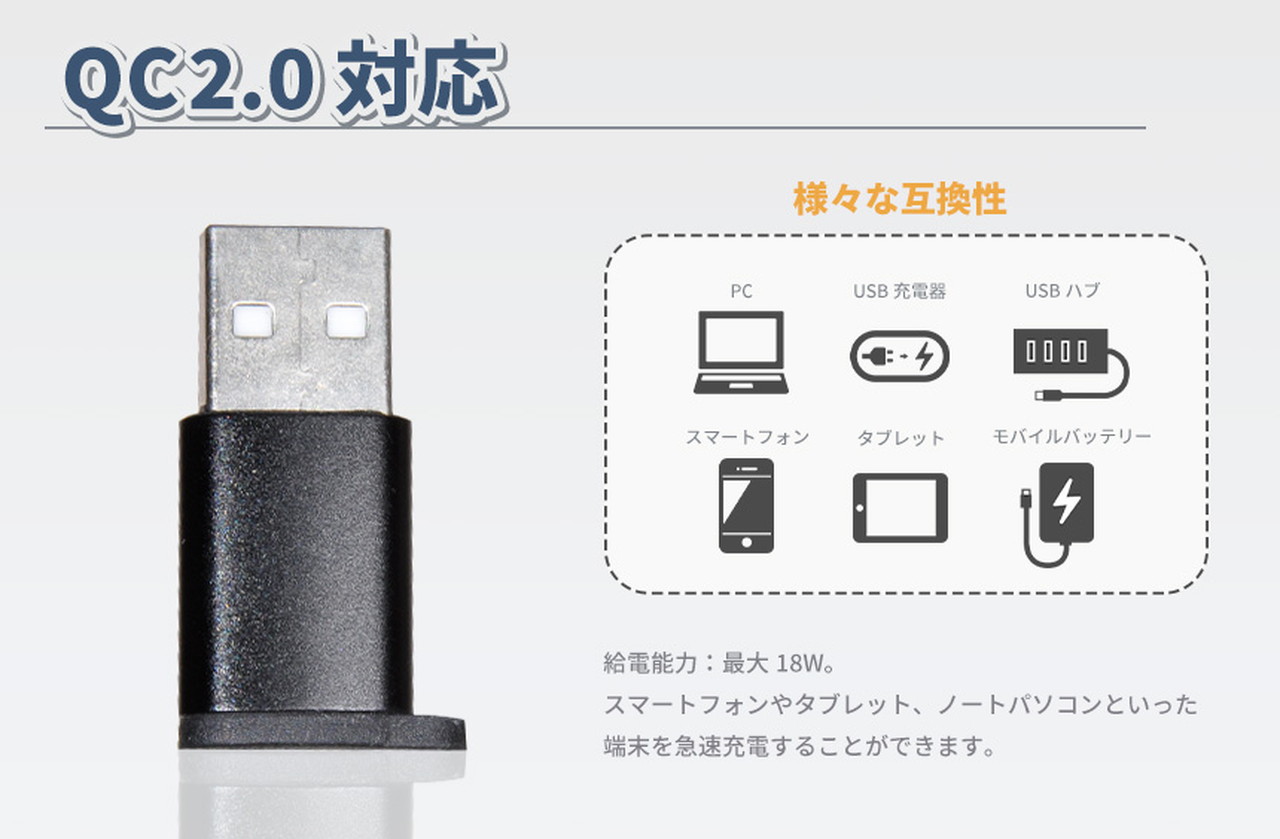 QC2.0対応
様々な互換性
PC
USB 充電器
USB ハブ
スマートフォン
タブレット
モバイルバッテリー
給電能力：最大 18W。
スマートフォンやタブレット、ノートパソコンといった
端末を急速充電することができます。